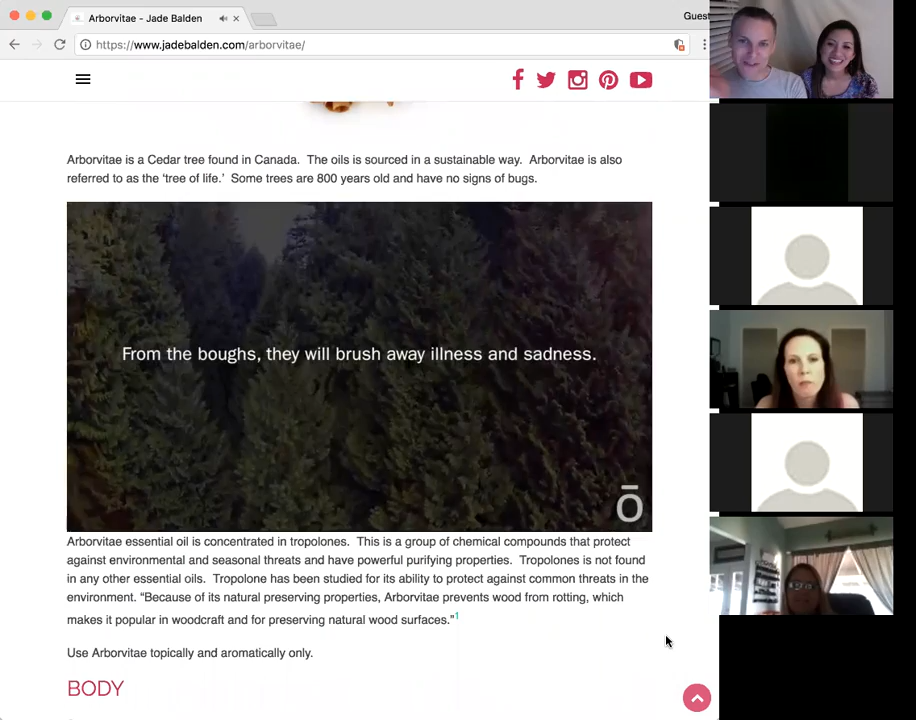 Arborvitae - Jade Balden
Guest
https://www.jadebalden.com/arborvitae/
Arborvitae is a Cedar tree found in Canada. The oils is sourced in a sustainable way. Arborvitae is also
referred to as the ‘tree of life.’ Some trees are 800 years old and have no signs of bugs.
From the boughs, they will brush away illness and sadness.
ō
Arborvitae essential oil is concentrated in tropolones. This is a group of chemical compounds that protect
against environmental and seasonal threats and have powerful purifying properties. Tropolones is not found
in any other essential oils. Tropolone has been studied for its ability to protect against common threats in the
environment. “Because of its natural preserving properties, Arborvitae prevents wood from rotting, which
makes it popular in woodcraft and for preserving natural wood surfaces.”1
Use Arborvitae topically and aromatically only.
BODY